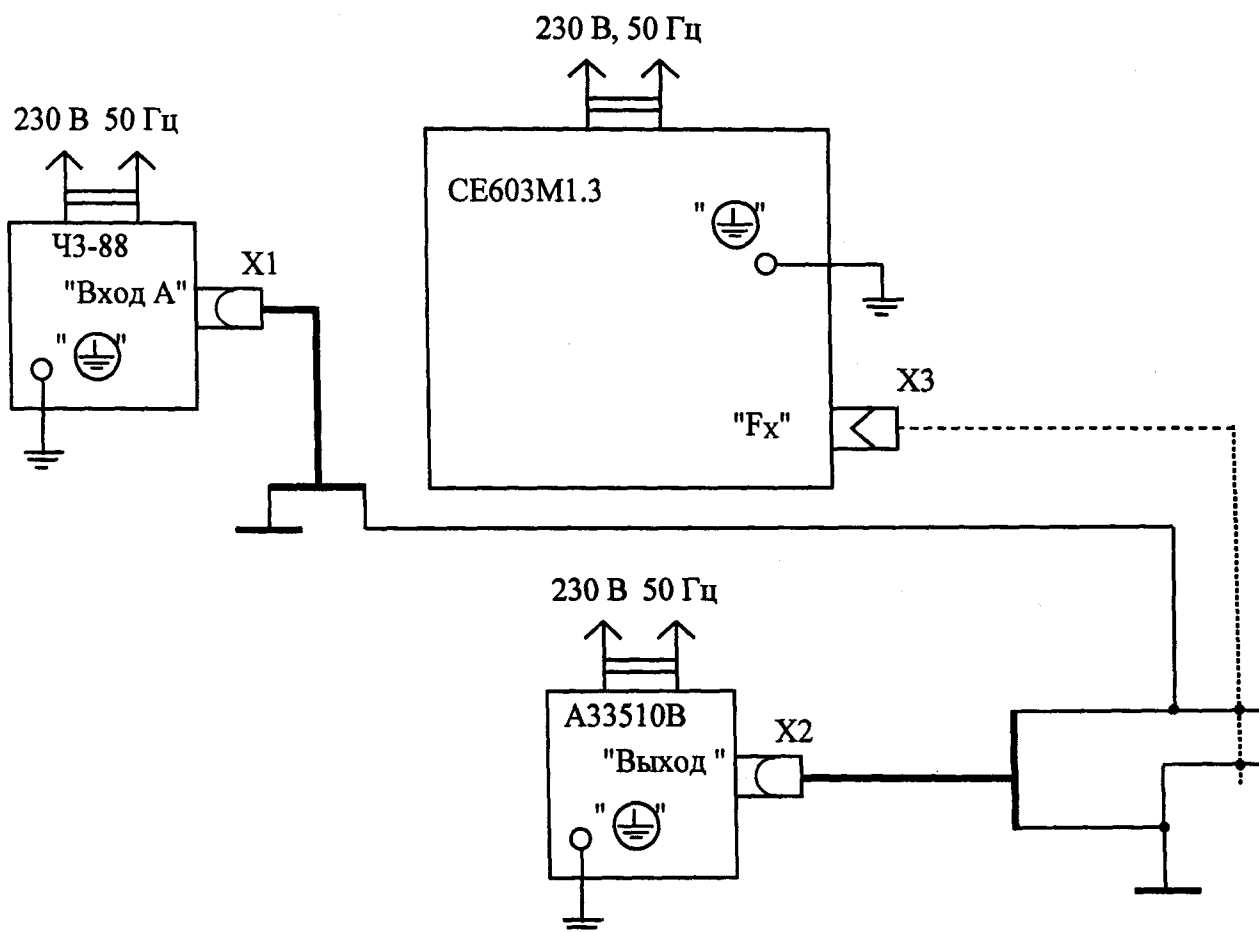 230 В, 50 Гц
230 В 50 Гц
СЕ603М1.3
" "
Ч3-88
X1
"Вход А"
" "
X3
"Fx"
230 В 50 Гц
А33510В
X2
"Выход "
" "